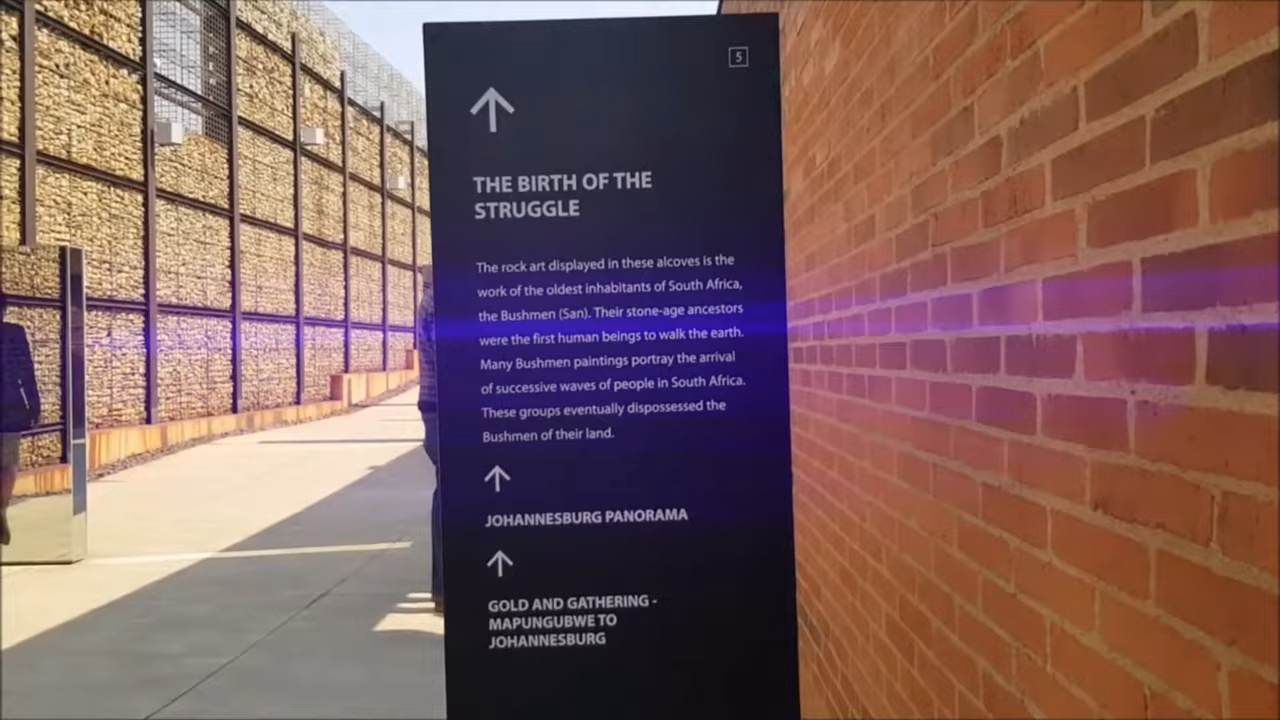 5
THE BIRTH OF THE
STRUGGLE
The rock art displayed in these alcoves is the
work of the oldest inhabitants of South Africa,
the Bushmen (San). Their stone-age ancestors
were the first human beings to walk the earth.
Many Bushmen paintings portray the arrival
of successive waves of people in South Africa.
These groups eventually dispossessed the
Bushmen of their land.
JOHANNESBURG PANORAMA
GOLD AND GATHERING -
MAPUNGUBWE TO
JOHANNESBURG